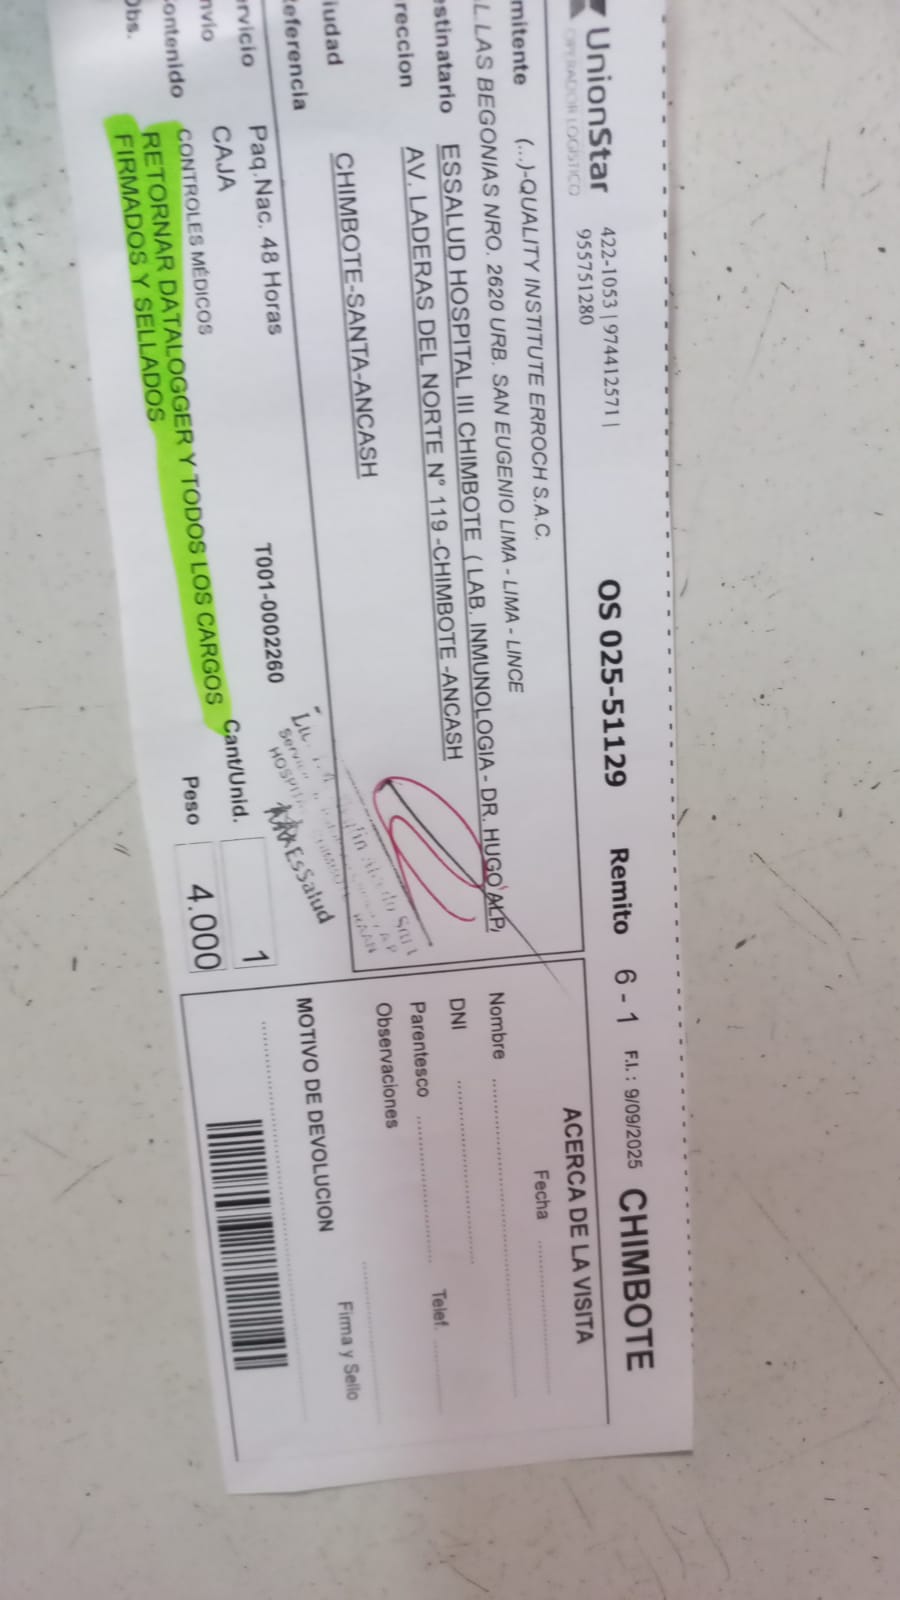 UnionStar
OPERADOR LOGÍSTICO
422-1053 | 974412571 |
955751280
OS 025-51129 Remito 6 - 1 F.I. : 9/09/2025 CHIMBOTE
mitente (...)-QUALITY INSTITUTE ERROCH S.A.C.
L LAS BEGONIAS NRO. 2620 URB. SAN EUGENIO LIMA - LIMA - LINCE
estinatario ESSALUD HOSPITAL III CHIMBOTE ( LAB. INMUNOLOGIA - DR. HUGO ALP
reccion AV. LADERAS DEL NORTE N° 119 -CHIMBOTE -ANCASH
iudad CHIMBOTE-SANTA-ANCASH
eferencia
ervicio Paq.Nac. 48 Horas T001-0002260
nvío CAJA Cant/Unid. 1
ontenido CONTROLES MÉDICOS Peso 4.000
Obs. RETORNAR DATALOGGER Y TODOS LOS CARGOS
FIRMADOS Y SELLADOS
EsSalud
ACERCA DE LA VISITA
Fecha
Nombre
DNI
Parentesco Telef.
Observaciones
Firma y Sello
MOTIVO DE DEVOLUCION